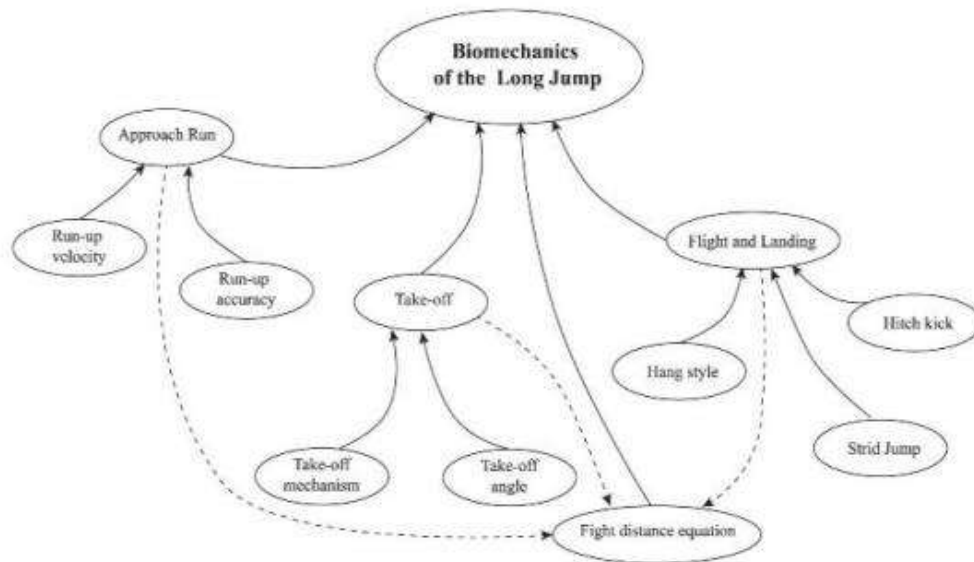 Biomechanics
of the Long Jump
Approach Run
Run-up
velocity
Run-up
accuracy
Take-off
Flight and Landing
Hitch kick
Hang style
Strid Jump
Take-off
mechanism
Take-off
angle
Fight distance equation